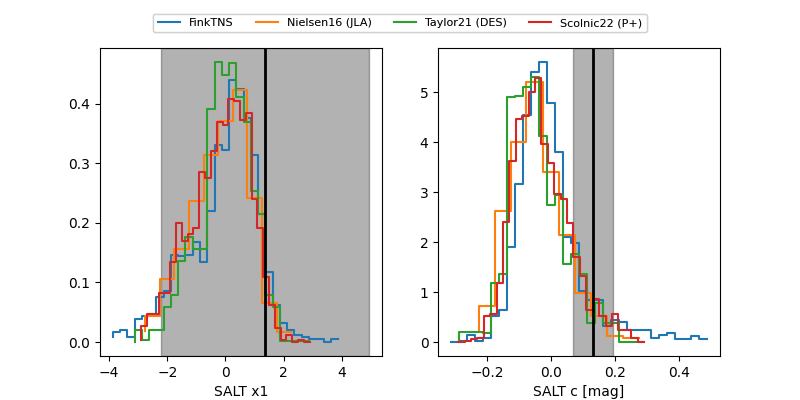 FinkTNS Nielsen16 (JLA) Taylor21 (DES) Scolnic22 (P+)
0.4
0.3
0.2
0.1
0.0
−4 −2 0 2 4
SALT x1
5
4
3
2
1
0
−0.2 0.0 0.2 0.4
SALT c [mag]